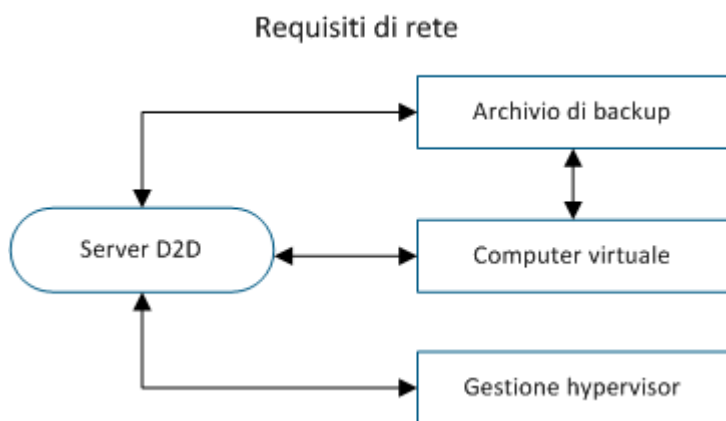 Requisiti di rete
Archivio di backup
Server D2D
Computer virtuale
Gestione hypervisor